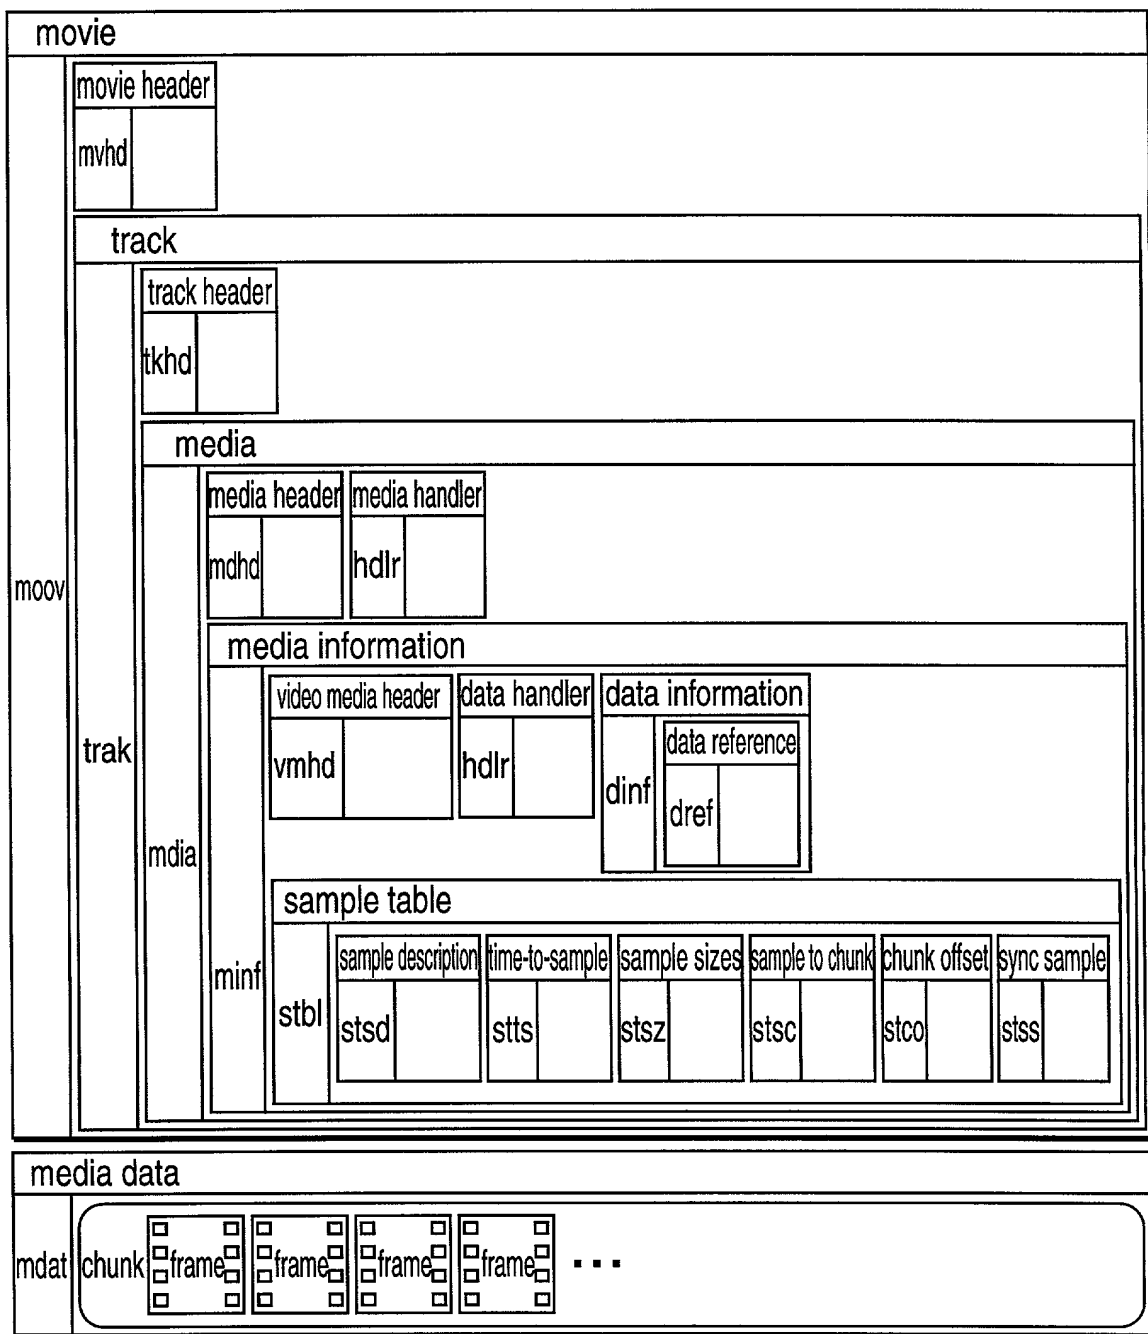 movie
movie header
mvhd
track
track header
tkhd
media
media header media handler
mdhd hdlr
moov
media information
video media header data handler data information
data reference
trak
vmhd hdlr
dinf
dref
mdia
sample table
sample description time-to-sample sample sizes sample to chunk chunk offset sync sample
minf
stbl
stsd stts stsz stsc stco stss
media data
mdat chunk frame frame frame frame ...